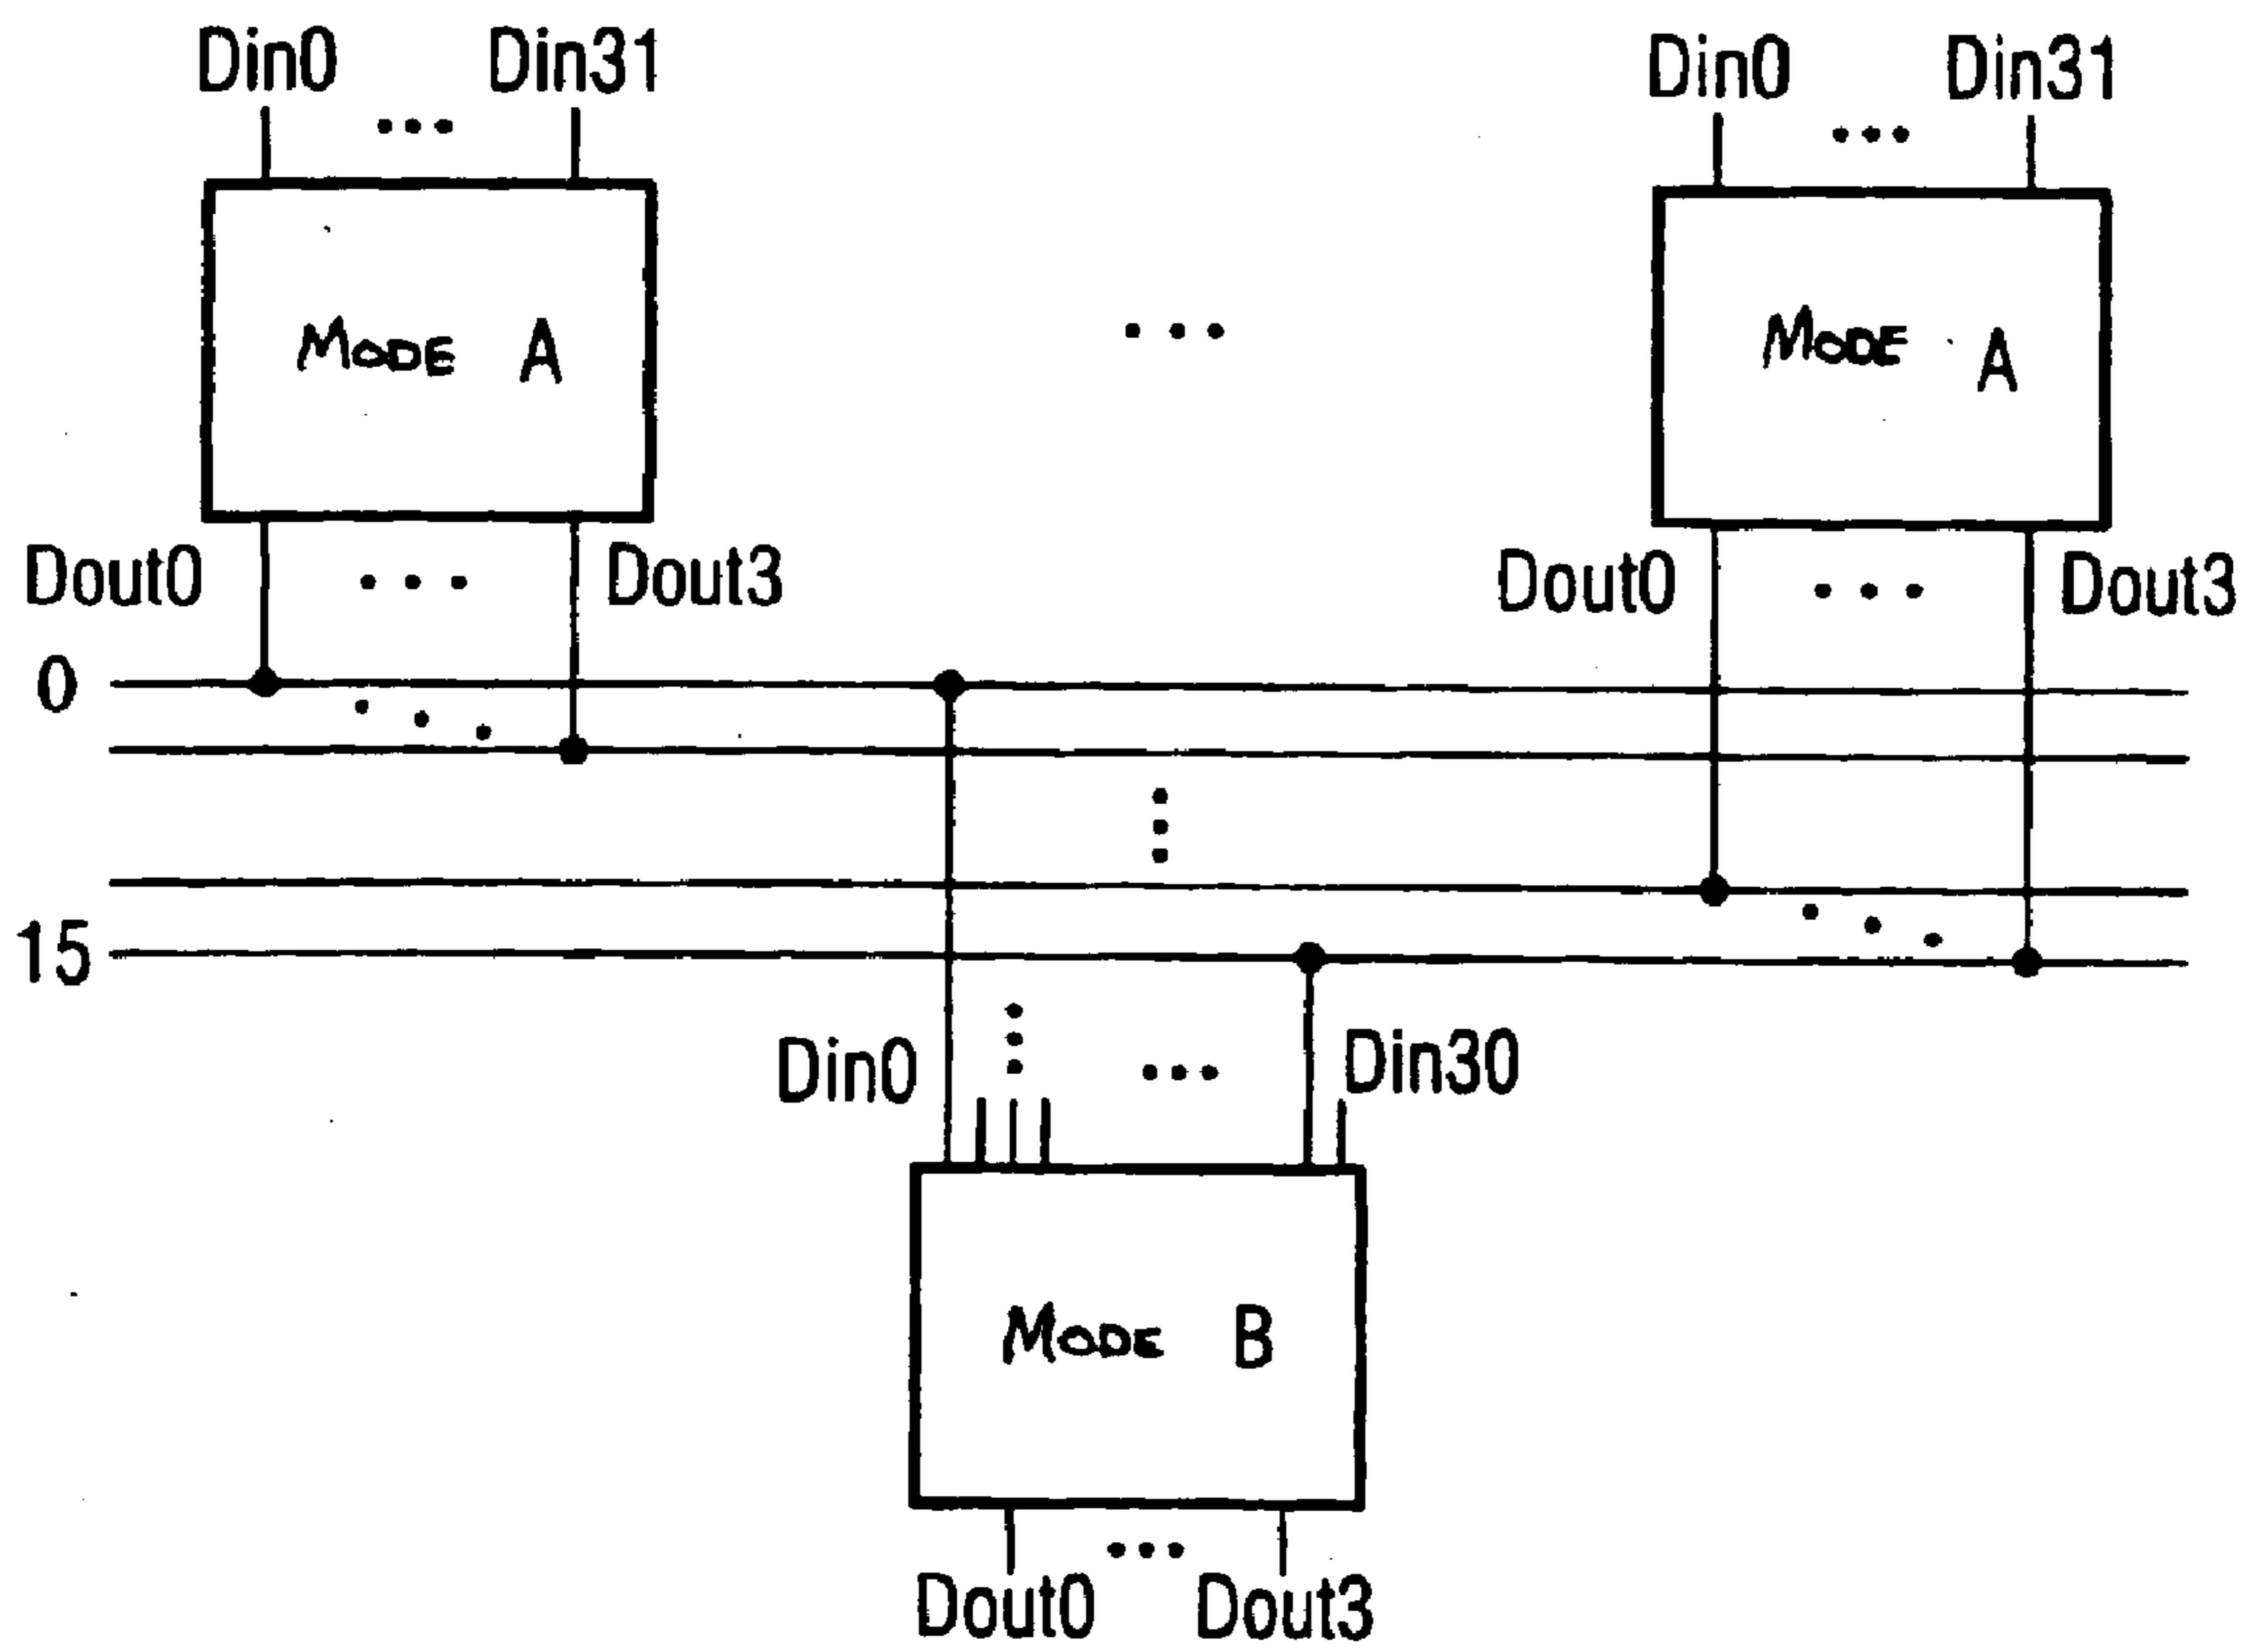 Din0 ... Din31
Din0 ... Din31
MODE A
...
MODE A
Dout0 ... Dout3
Dout0 ... Dout3
0
15
Din0 ... Din30
MODE B
Dout0 ... Dout3